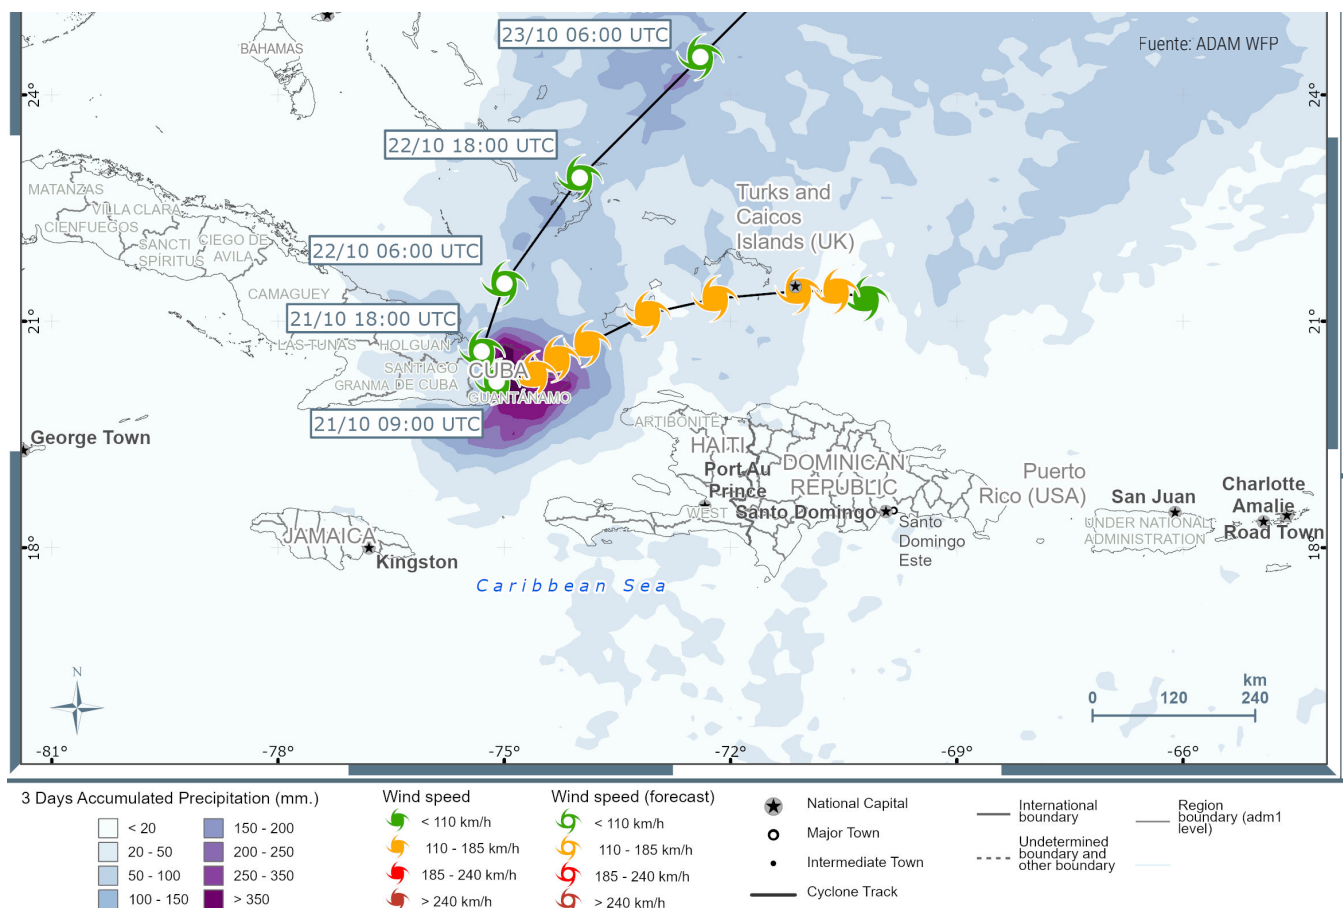 23/10 06:00 UTC
Fuente: ADAM WFP
BAHAMAS
24°
24°
22/10 18:00 UTC
MATANZAS
VILLA CLARA
CIENFUEGOS
SANCTI
SPÍRITUS
CIEGO DE
AVILA
Turks and
Caicos
Islands (UK)
22/10 06:00 UTC
CAMAGUEY
21/10 18:00 UTC
21°
21°
LAS TUNAS
HOLGUAN
SANTIAGO
DE CUBA
GRANMA
CUBA
GUANTÁNAMO
21/10 09:00 UTC
George Town
ARTIBONITE
HAITI
Port Au
Prince
WEST
DOMINICAN
REPUBLIC
Santo Domingo
Santo
Domingo
Este
Puerto
Rico (USA)
San Juan
UNDER NATIONAL
ADMINISTRATION
Charlotte
Amalie
Road Town
JAMAICA
Kingston
18°
18°
Caribbean Sea
N
km
0 120 240
-81° -78° -75° -72° -69° -66°
3 Days Accumulated Precipitation (mm.)
< 20
20 - 50
50 - 100
100 - 150
150 - 200
200 - 250
250 - 350
> 350
Wind speed
< 110 km/h
110 - 185 km/h
185 - 240 km/h
> 240 km/h
Wind speed (forecast)
< 110 km/h
110 - 185 km/h
185 - 240 km/h
> 240 km/h
National Capital
Major Town
Intermediate Town
Cyclone Track
International
boundary
Undetermined
boundary and
other boundary
Region
boundary (adm1
level)